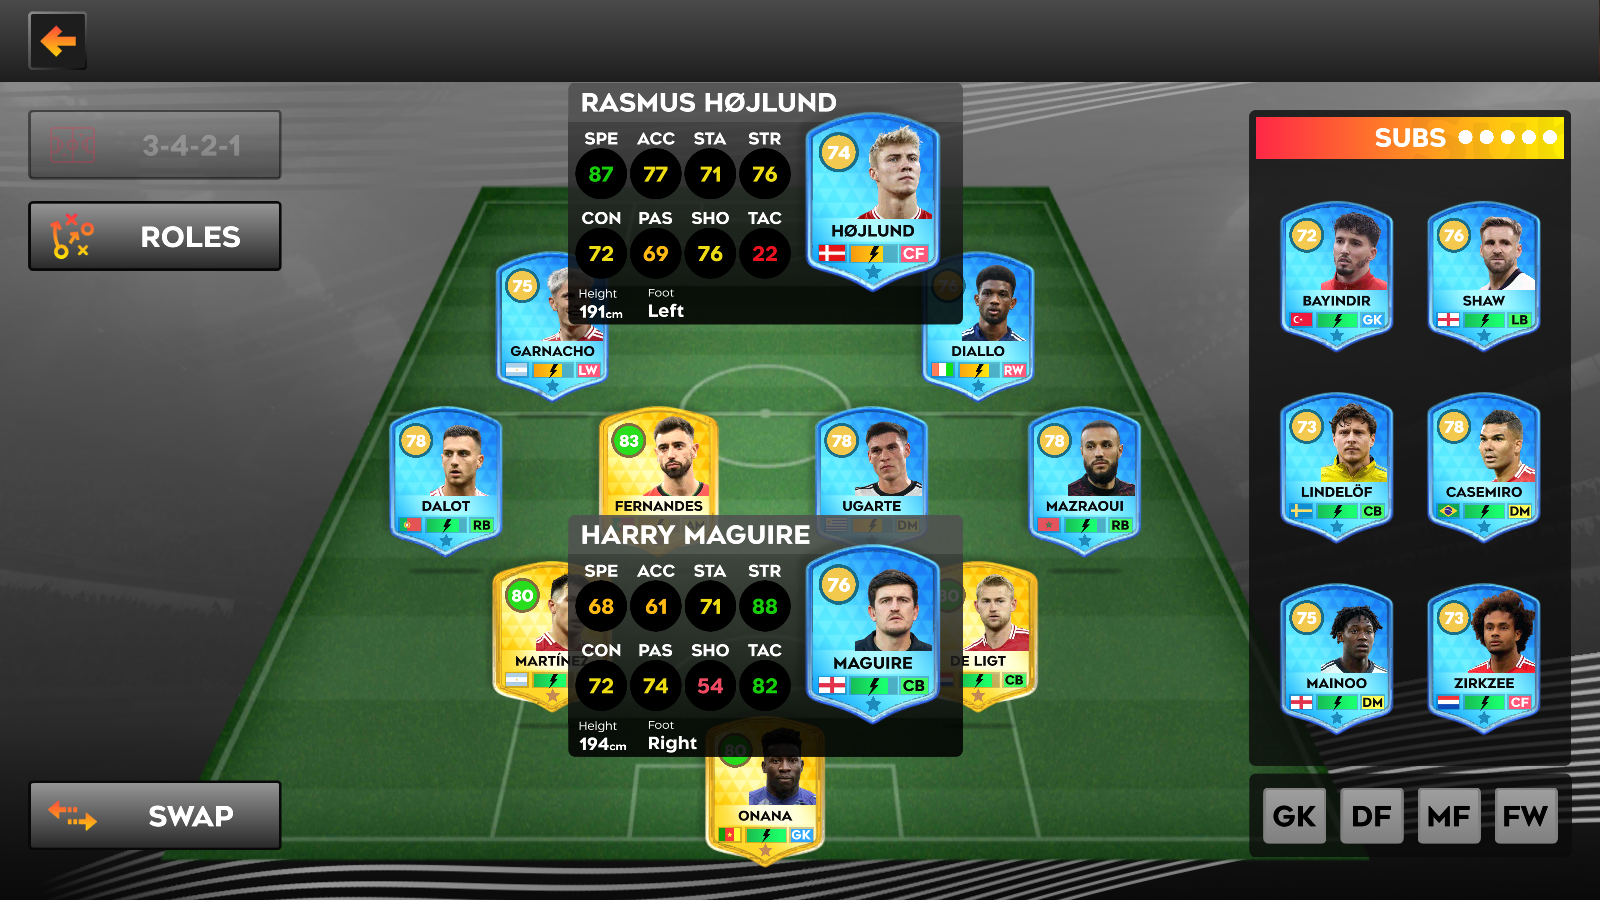 3-4-2-1
ROLES
RASMUS HØJLUND
SPE ACC STA STR
87 77 71 76
CON PAS SHO TAC
72 69 76 22
Height Foot
191cm Left
74
HØJLUND
CF
75
GARNACHO
LW
76
DIALLO
RW
78
DALOT
RB
83
FERNANDES
AM
78
UGARTE
DM
78
MAZRAOUI
RB
HARRY MAGUIRE
SPE ACC STA STR
68 61 71 88
CON PAS SHO TAC
72 74 54 82
Height Foot
194cm Right
76
MAGUIRE
CB
80
MARTÍNEZ
80
DE LIGT
CB
80
ONANA
GK
SUBS
72
BAYINDIR
GK
76
SHAW
LB
73
LINDELÖF
CB
78
CASEMIRO
DM
75
MAINOO
DM
73
ZIRKZEE
CF
GK DF MF FW
SWAP